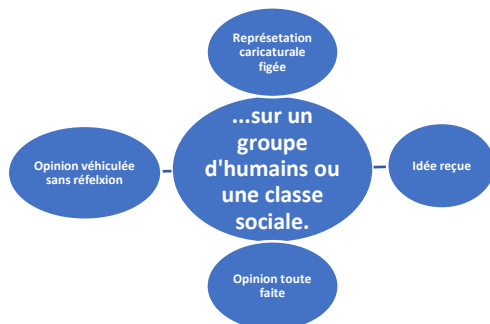 Représetation
caricaturale
figée
...sur un
groupe
d'humains ou
une classe
sociale.
Opinion véhiculée
sans réfelxion
Idée reçue
Opinion toute
faite